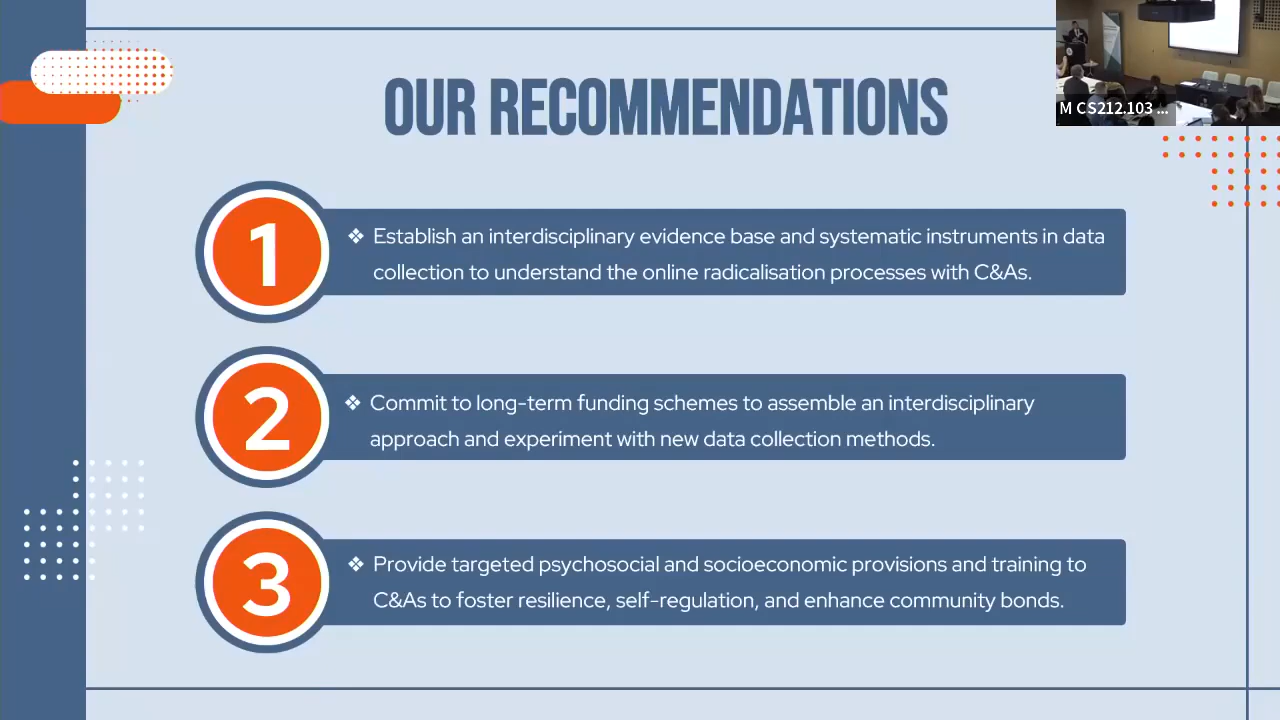 OUR RECOMMENDATIONS
M CS212.103 ...
1
❖ Establish an interdisciplinary evidence base and systematic instruments in data
collection to understand the online radicalisation processes with C&As.
2
❖ Commit to long-term funding schemes to assemble an interdisciplinary
approach and experiment with new data collection methods.
3
❖ Provide targeted psychosocial and socioeconomic provisions and training to
C&As to foster resilience, self-regulation, and enhance community bonds.